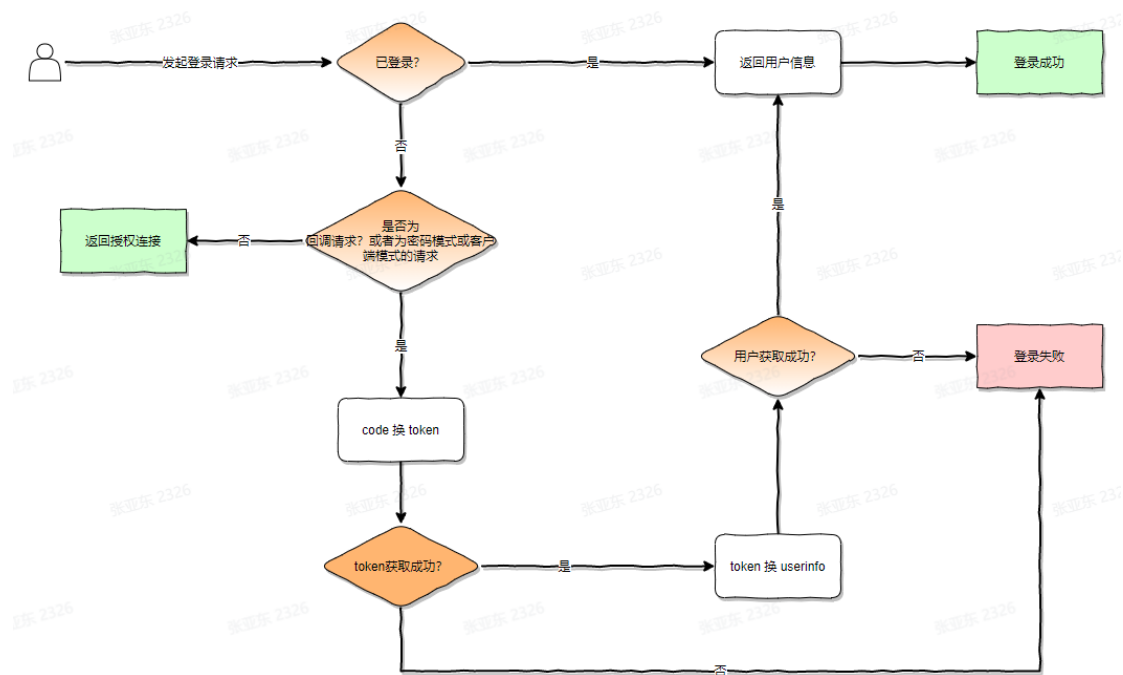 发起登录请求
已登录?
是
返回用户信息
登录成功
否
是否为
回调请求? 或者为密码模式或客户
端模式的请求
否
返回授权连接
是
是
用户获取成功?
否
登录失败
code 换 token
token获取成功?
是
token 换 userinfo
否
张亚东 2326